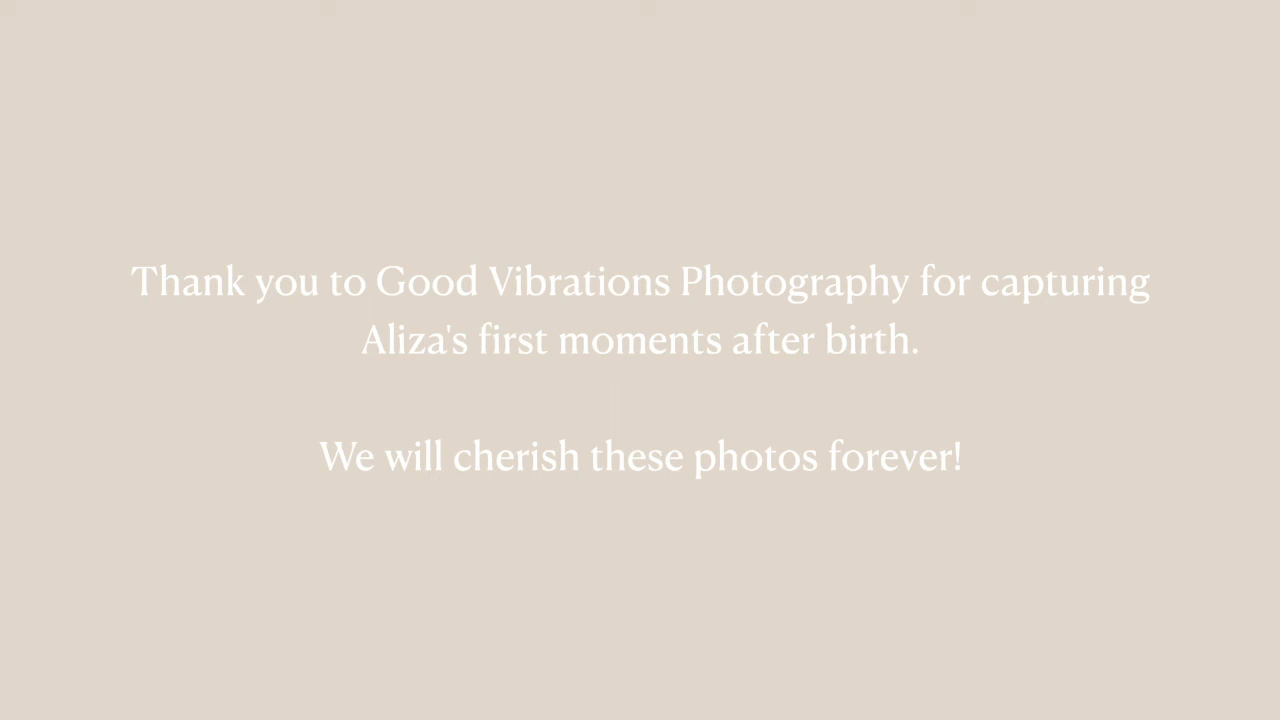 Thank you to Good Vibrations Photography for capturing
Aliza's first moments after birth.
We will cherish these photos forever!